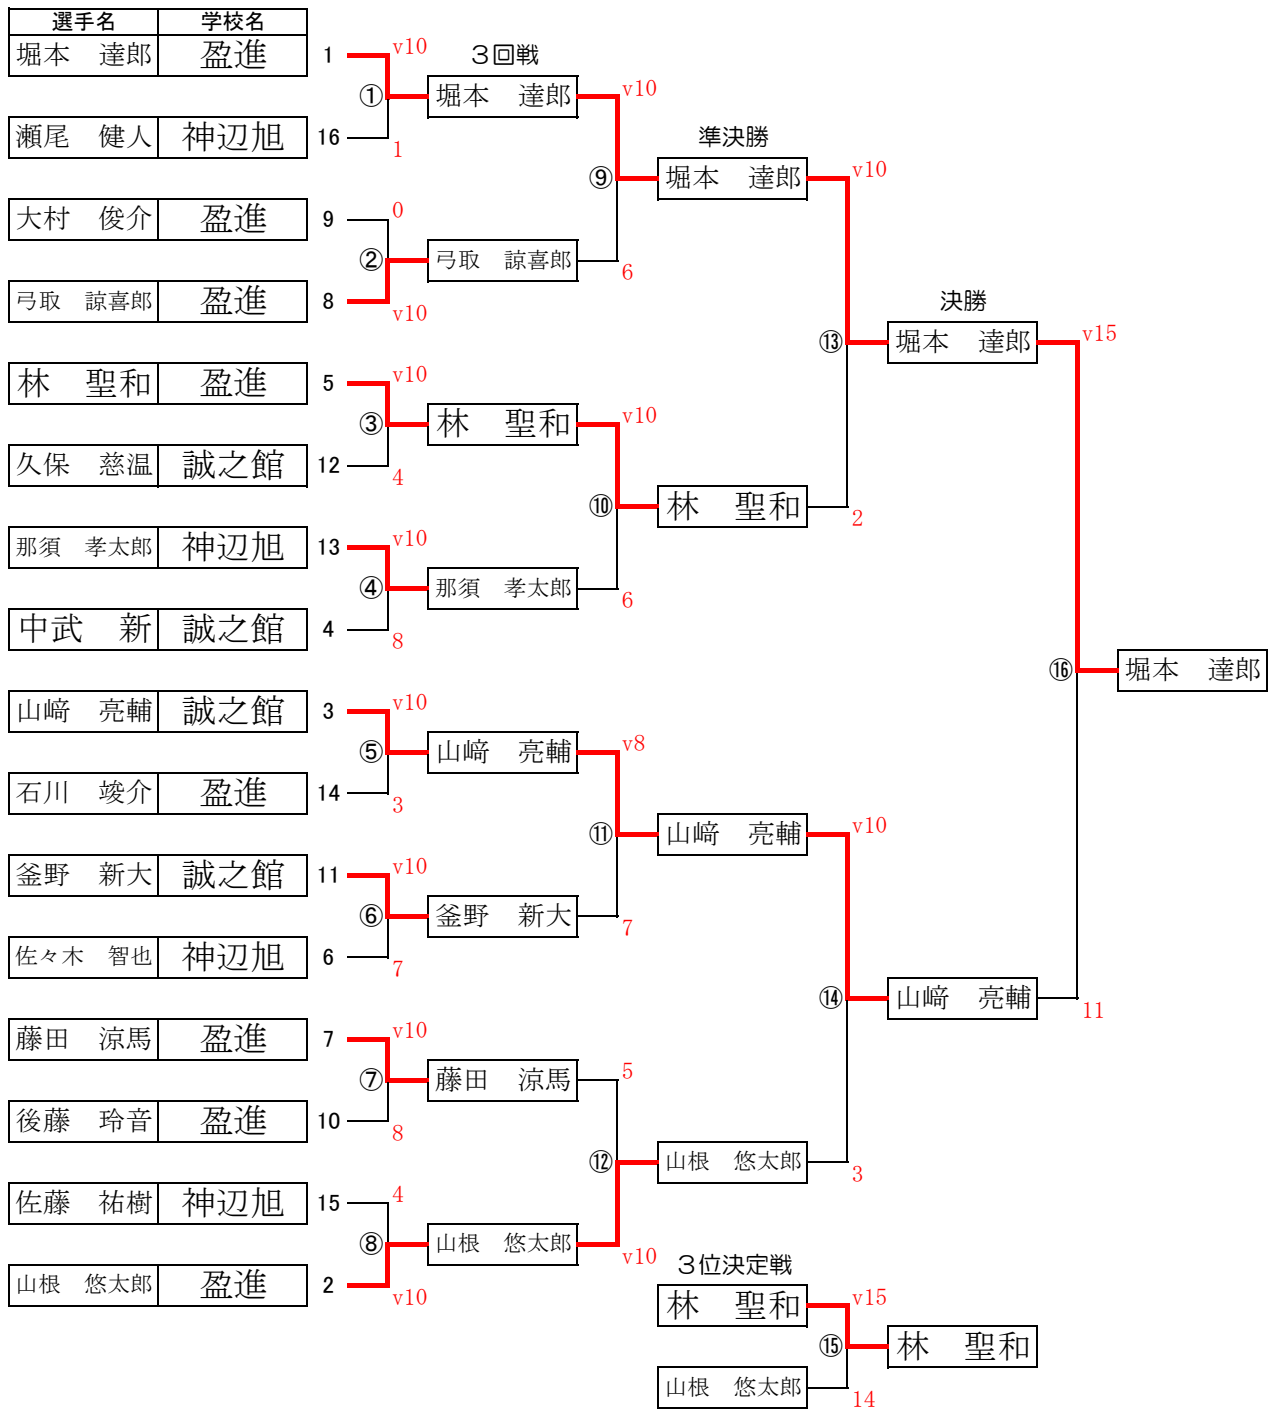 選手名 学校名
堀本　達郎 盈進 1 v10 3回戦
① 堀本　達郎 v10
瀬尾　健人 神辺旭 16 1 準決勝
⑨ 堀本　達郎 v10
大村　俊介 盈進 9 0
② 弓取　諒喜郎 6
弓取　諒喜郎 盈進 8 v10 決勝
⑬ 堀本　達郎 v15
林　聖和 盈進 5 v10
③ 林　聖和 v10
久保　慈温 誠之館 12 4
⑩ 林　聖和 2
那須　孝太郎 神辺旭 13 v10
④ 那須　孝太郎 6
中武　新 誠之館 4 8
⑯ 堀本　達郎
山﨑　亮輔 誠之館 3 v10
⑤ 山﨑　亮輔 v8
石川　竣介 盈進 14 3
⑪ 山﨑　亮輔 v10
釜野　新大 誠之館 11 v10
⑥ 釜野　新大 7
佐々木　智也 神辺旭 6 7
⑭ 山﨑　亮輔 11
藤田　涼馬 盈進 7 v10
⑦ 藤田　涼馬 5
後藤　玲音 盈進 10 8
⑫ 山根　悠太郎 3
佐藤　祐樹 神辺旭 15 4
⑧ 山根　悠太郎 v10
山根　悠太郎 盈進 2 v10
3位決定戦
林　聖和 v15
⑮ 林　聖和
山根　悠太郎 14